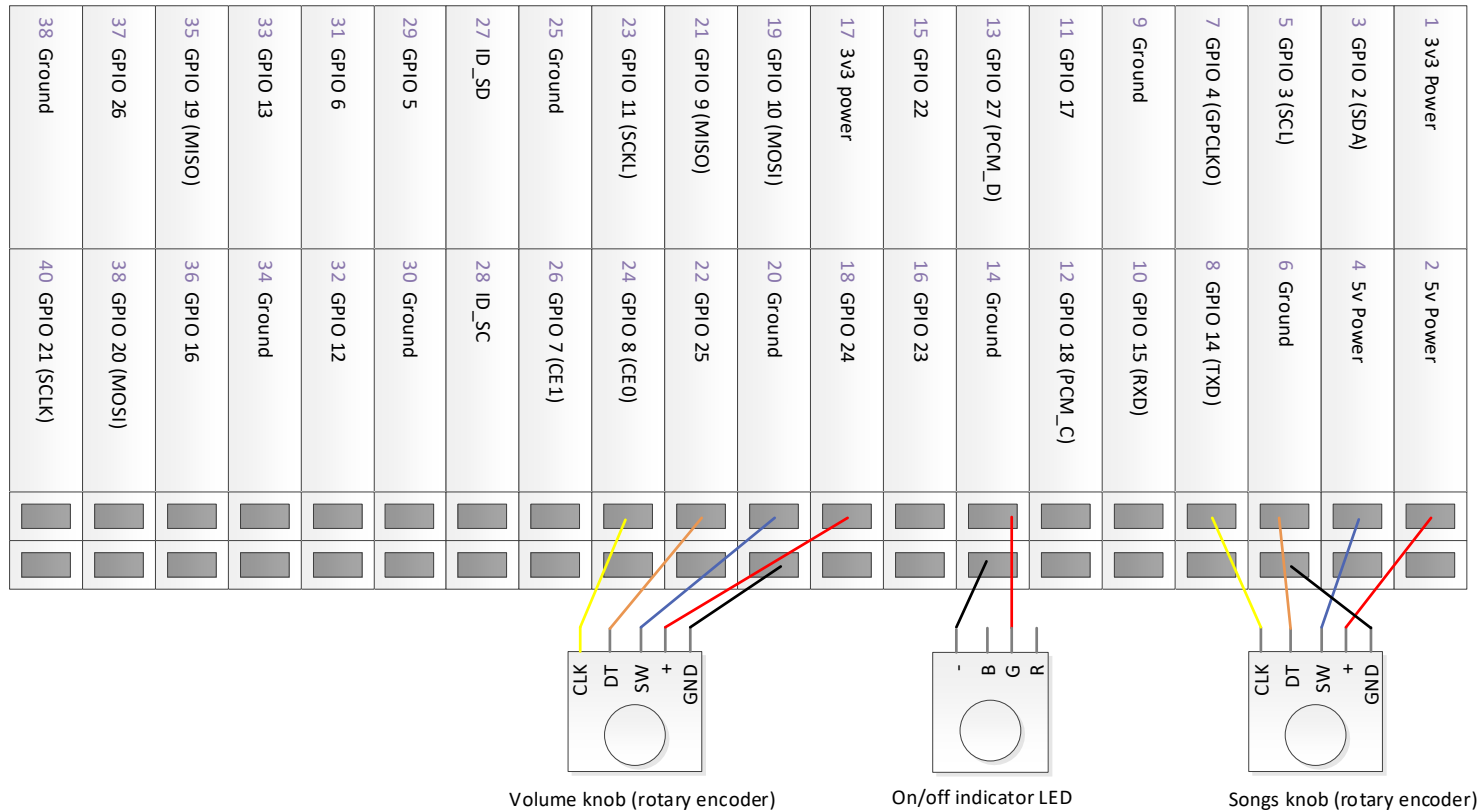 38 Ground
37 GPIO 26
35 GPIO 19 (MISO)
33 GPIO 13
31 GPIO 6
29 GPIO 5
27 ID_SD
25 Ground
23 GPIO 11 (SCKL)
21 GPIO 9 (MISO)
19 GPIO 10 (MOSI)
17 3v3 power
15 GPIO 22
13 GPIO 27 (PCM_D)
11 GPIO 17
9 Ground
7 GPIO 4 (GPCLKO)
5 GPIO 3 (SCL)
3 GPIO 2 (SDA)
1 3v3 Power
40 GPIO 21 (SCLK)
38 GPIO 20 (MOSI)
36 GPIO 16
34 Ground
32 GPIO 12
30 Ground
28 ID_SC
26 GPIO 7 (CE1)
24 GPIO 8 (CE0)
22 GPIO 25
20 Ground
18 GPIO 24
16 GPIO 23
14 Ground
12 GPIO 18 (PCM_C)
10 GPIO 15 (RXD)
8 GPIO 14 (TXD)
6 Ground
4 5v Power
2 5v Power
CLK
DT
SW
+
GND
-
B
G
R
CLK
DT
SW
+
GND
Volume knob (rotary encoder)
On/off indicator LED
Songs knob (rotary encoder)